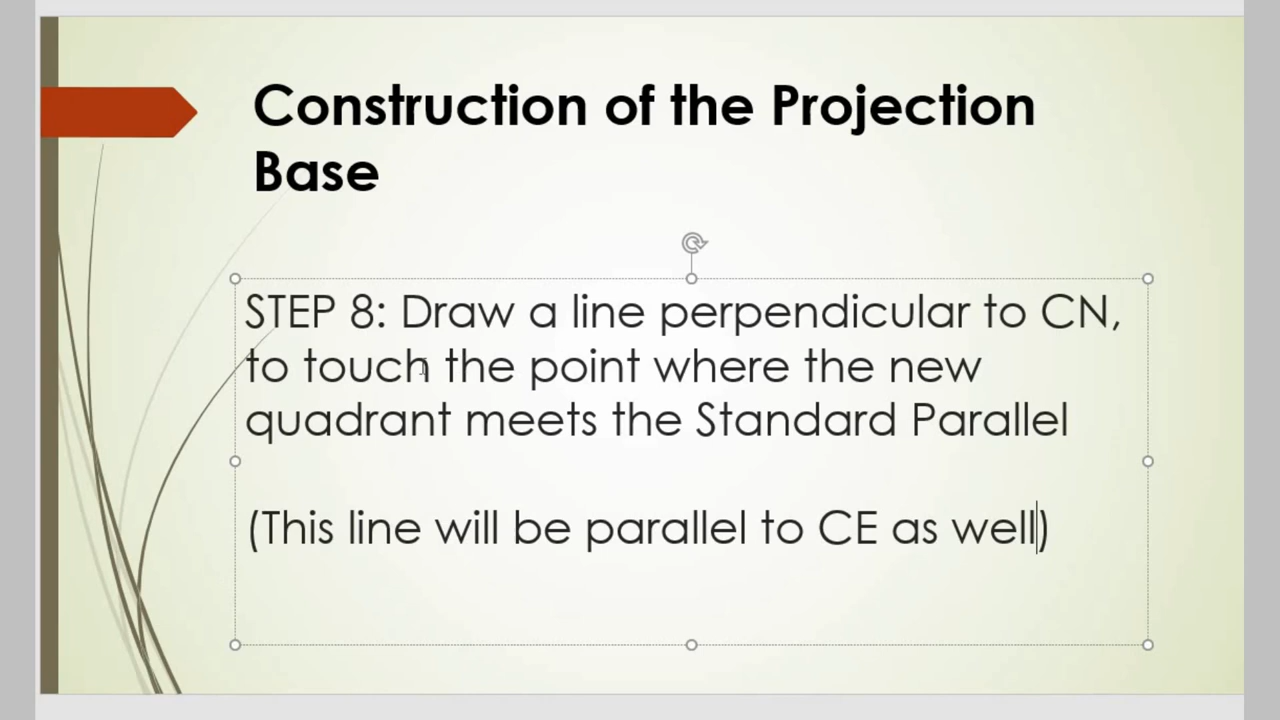 Construction of the Projection
Base
STEP 8: Draw a line perpendicular to CN,
to touch the point where the new
quadrant meets the Standard Parallel
(This line will be parallel to CE as well)